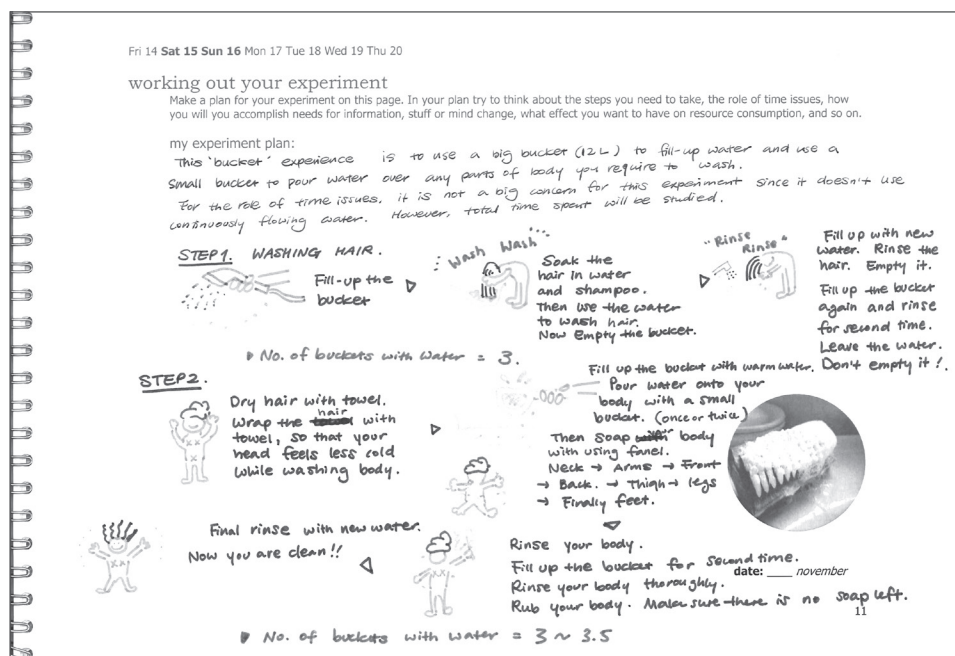 Fri 14 Sat 15 Sun 16 Mon 17 Tue 18 Wed 19 Thu 20
working out your experiment
Make a plan for your experiment on this page. In your plan try to think about the steps you need to take, the role of time issues, how
you will you accomplish needs for information, stuff or mind change, what effect you want to have on resource consumption, and so on.
my experiment plan:
This 'bucket' experience is to use a big bucket (12L) to fill-up water and use a
small bucket to pour water over any parts of body you require to wash.
For the role of time issues, it is not a big concern for this experiment since it doesn't use
continuously flowing water. However, total time spent will be studied.
STEP1. WASHING HAIR.
Fill-up the
bucket
Wash Wash
Soak the
hair in water
and shampoo.
Then use the water
to wash hair.
Now Empty the bucket.
"Rinse
Rinse"
Fill up with new
water. Rinse the
hair. Empty it.
Fill up the bucket
again and rinse
for second time.
Leave the water.
Don't empty it!.
No. of buckets with water = 3.
STEP2.
Dry hair with towel.
Wrap the hair with
towel, so that your
head feels less cold
while washing body.
Fill up the bucket with warm water.
Pour water onto your
body with a small
bucket. (once or twice)
Then soap body
with using fanel.
Neck → Arms → Front
→ Back. → Thigh → legs
→ Finally feet.
Rinse your body.
Fill up the bucket for second time.
Rinse your body thoroughly.
Rub your body. Make sure there is no soap left.
Final rinse with new water.
Now you are clean!!
No. of buckets with water = 3 ~ 3.5
date: ____ november
11